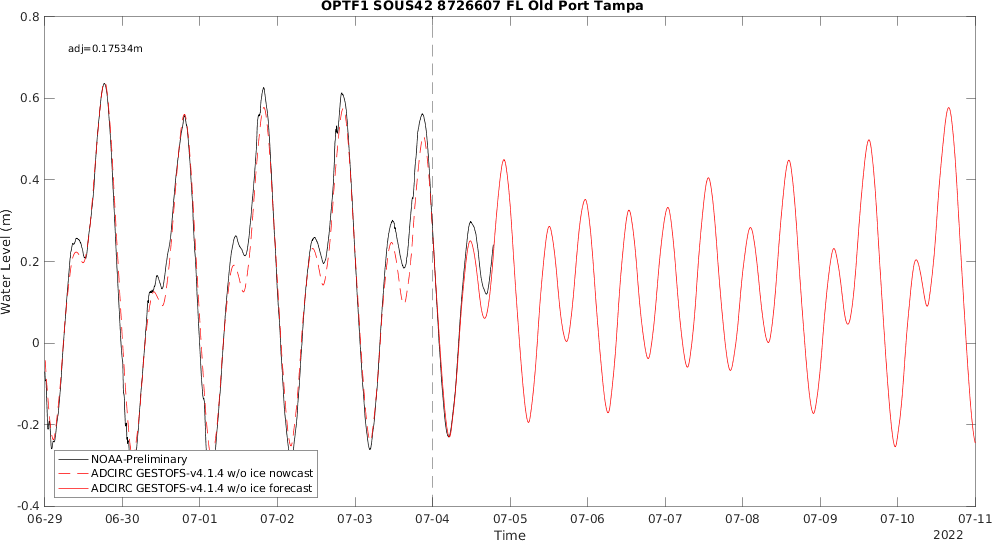 OPTF1 SOUS42 8726607 FL Old Port Tampa
adj=0.17534m
0.8
0.6
0.4
0.2
0
-0.2
-0.4
Water Level (m)
NOAA-Preliminary
ADCIRC GESTOFS-v4.1.4 w/o ice nowcast
ADCIRC GESTOFS-v4.1.4 w/o ice forecast
06-29 06-30 07-01 07-02 07-03 07-04 07-05 07-06 07-07 07-08 07-09 07-10 07-11
Time
2022